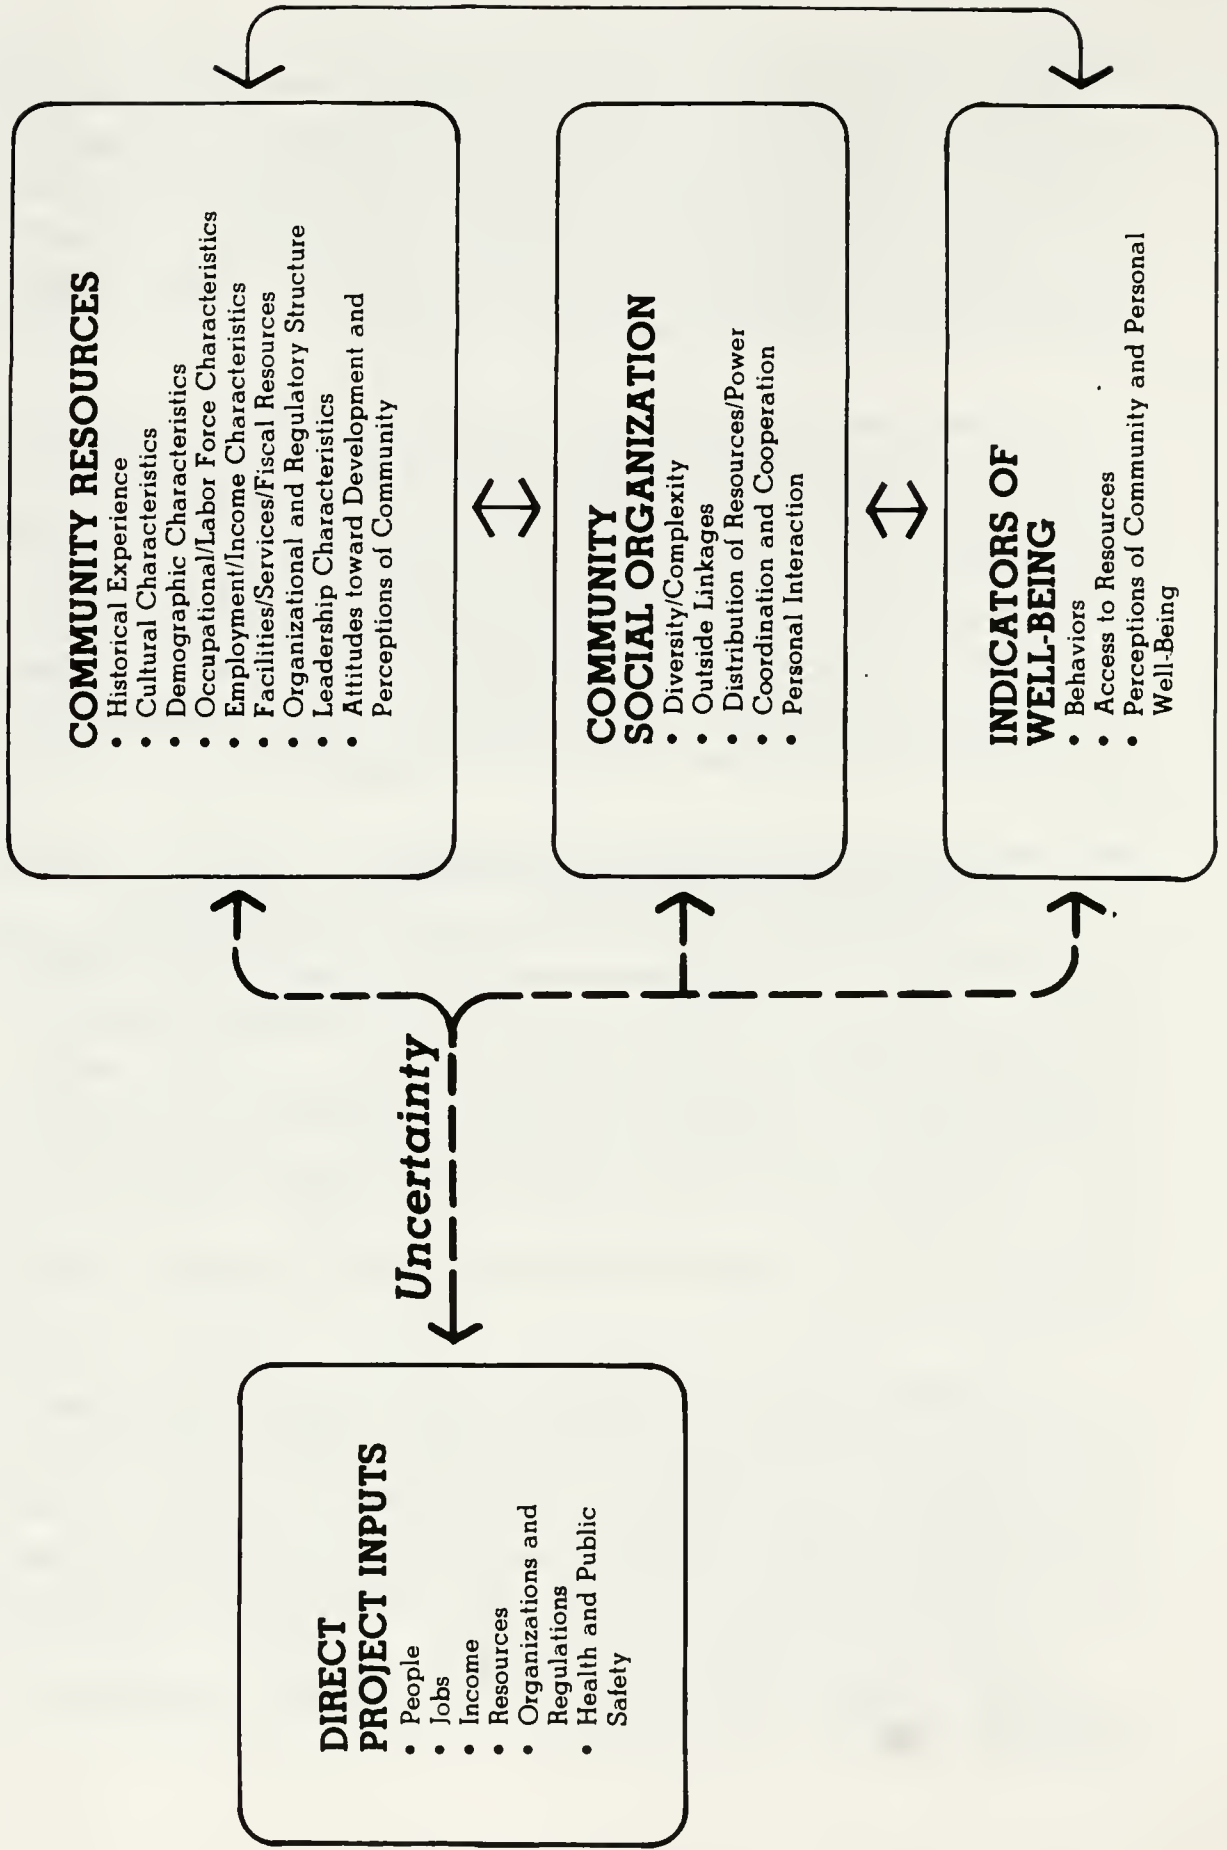 DIRECT
PROJECT INPUTS
• People
• Jobs
• Income
• Resources
• Organizations and
Regulations
• Health and Public
Safety
Uncertainty
COMMUNITY RESOURCES
• Historical Experience
• Cultural Characteristics
• Demographic Characteristics
• Occupational/Labor Force Characteristics
• Employment/Income Characteristics
• Facilities/Services/Fiscal Resources
• Organizational and Regulatory Structure
• Leadership Characteristics
• Attitudes toward Development and
Perceptions of Community
COMMUNITY
SOCIAL ORGANIZATION
• Diversity/Complexity
• Outside Linkages
• Distribution of Resources/Power
• Coordination and Cooperation
• Personal Interaction
INDICATORS OF
WELL-BEING
• Behaviors
• Access to Resources
• Perceptions of Community and Personal
Well-Being